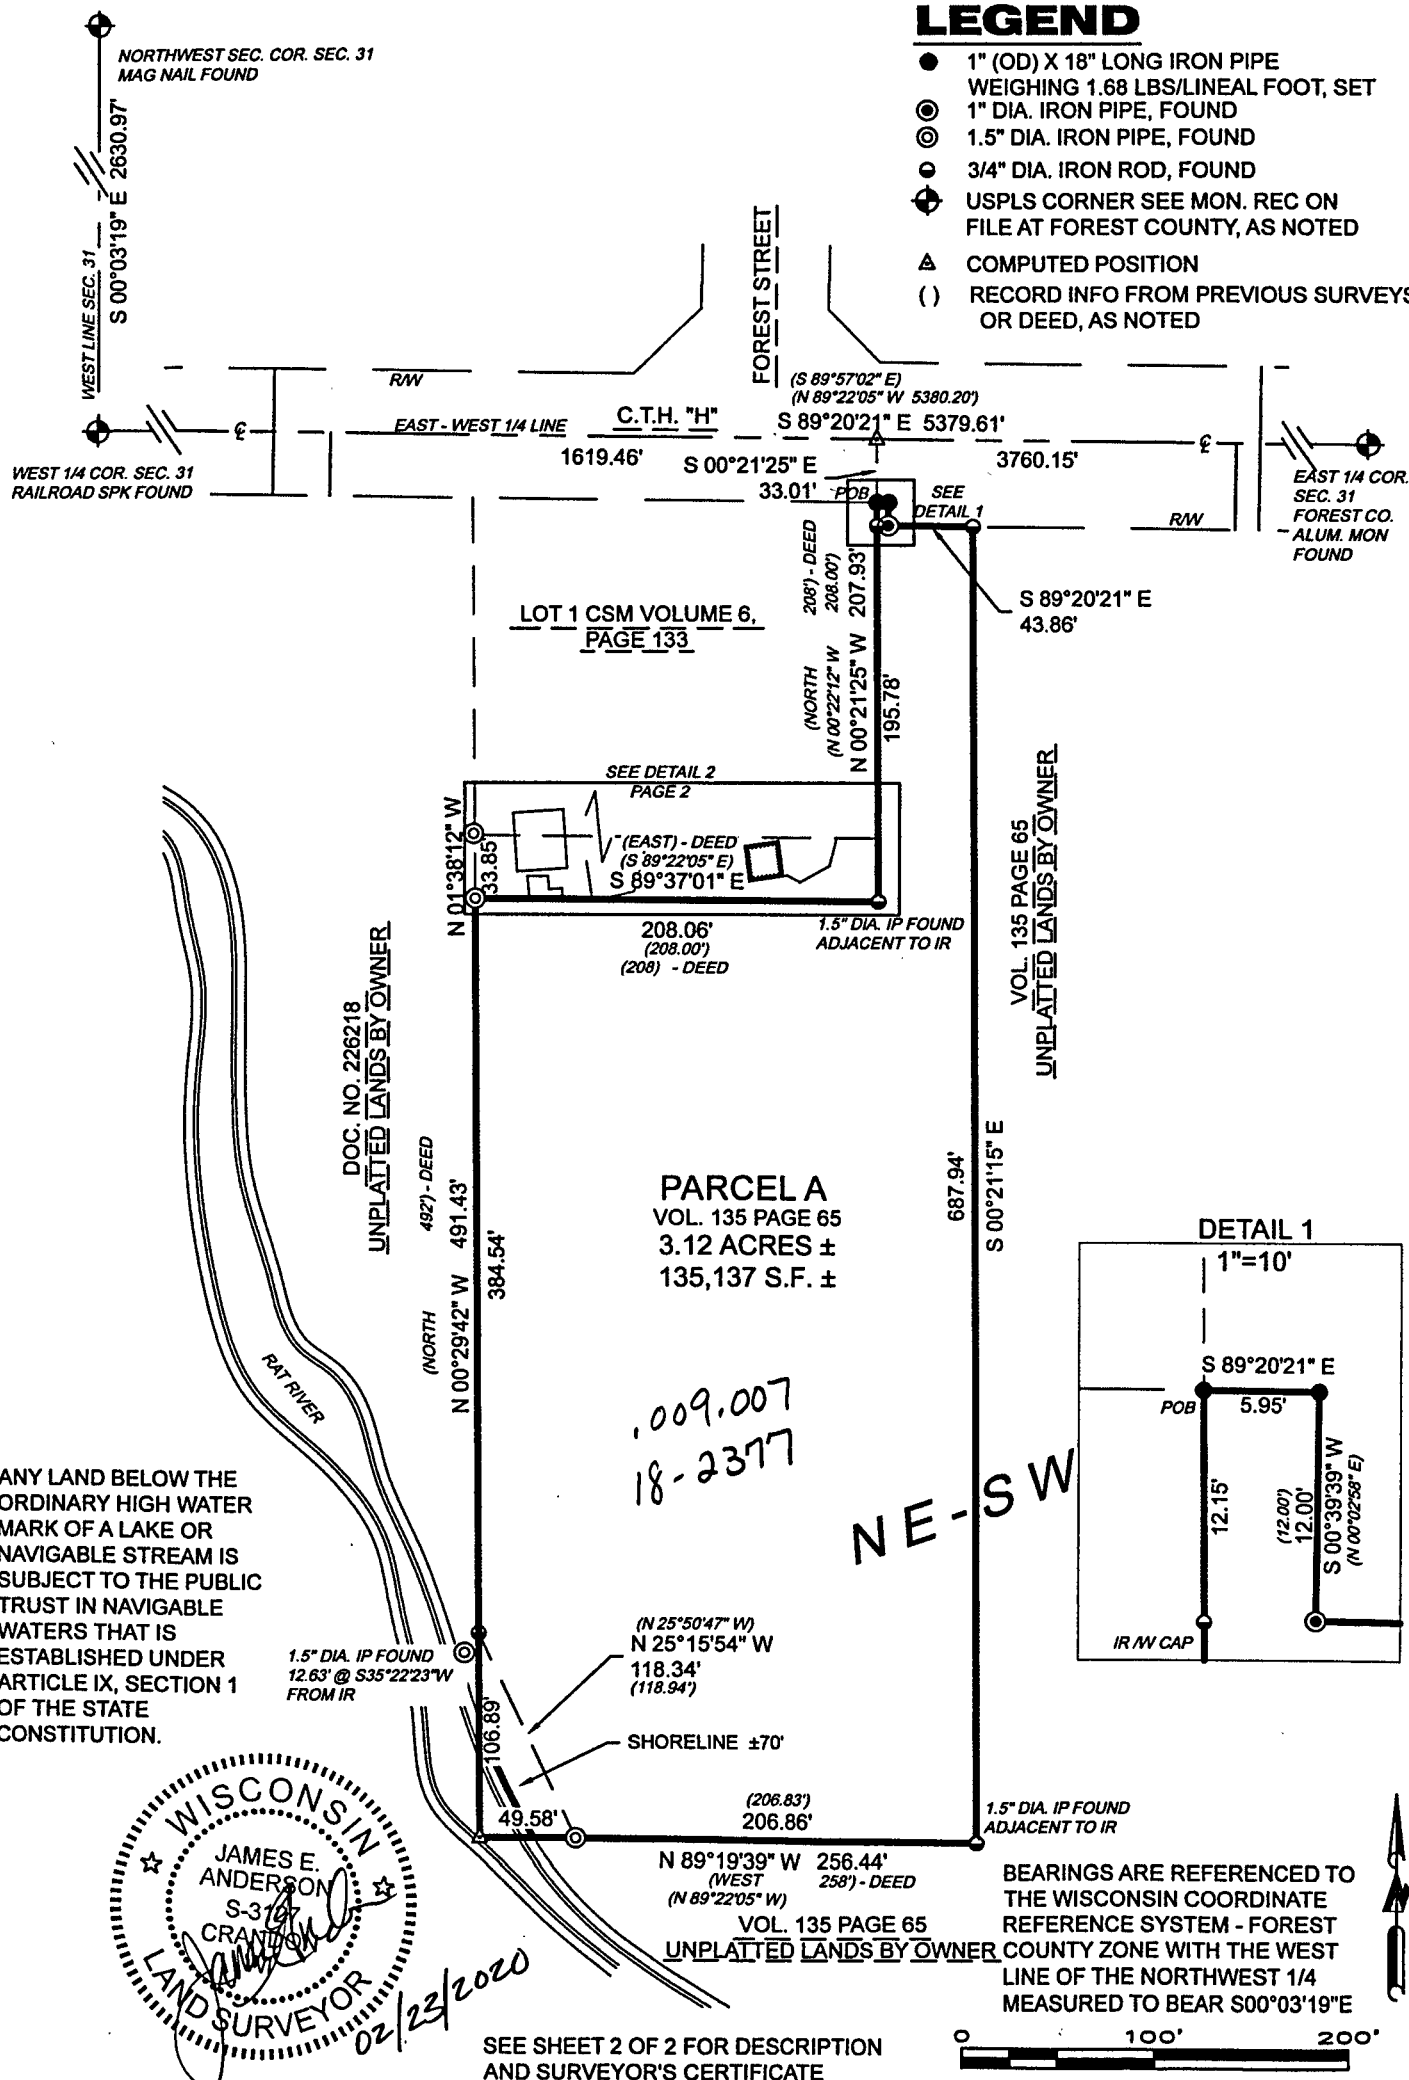 LEGEND
1" (OD) X 18" LONG IRON PIPE
WEIGHING 1.68 LBS/LINEAL FOOT, SET
1" DIA. IRON PIPE, FOUND
1.5" DIA. IRON PIPE, FOUND
3/4" DIA. IRON ROD, FOUND
USPLS CORNER SEE MON. REC ON
FILE AT FOREST COUNTY, AS NOTED
COMPUTED POSITION
( ) RECORD INFO FROM PREVIOUS SURVEYS
OR DEED, AS NOTED
NORTHWEST SEC. COR. SEC. 31
MAG NAIL FOUND
WEST LINE SEC. 31
S 00°03'19" E 2630.97'
FOREST STREET
R/W
(S 89°57'02" E)
(N 89°22'05" W 5380.20')
C.T.H. "H"
S 89°20'21" E 5379.61'
EAST - WEST 1/4 LINE
1619.46'
3760.15'
WEST 1/4 COR. SEC. 31
RAILROAD SPK FOUND
S 00°21'25" E
33.01'
POB
SEE
DETAIL 1
R/W
EAST 1/4 COR.
SEC. 31
FOREST CO.
ALUM. MON
FOUND
S 89°20'21" E
43.86'
LOT 1 CSM VOLUME 6,
PAGE 133
(NORTH 208') - DEED
(N 00°22'12" W 208.00')
N 00°21'25" W 207.93'
195.78'
SEE DETAIL 2
PAGE 2
N 01°38'12" W
33.85'
(EAST) - DEED
(S 89°22'05" E)
S 89°37'01" E
208.06'
(208.00')
(208) - DEED
1.5" DIA. IP FOUND
ADJACENT TO IR
VOL. 135 PAGE 65
UNPLATTED LANDS BY OWNER
DOC. NO. 226218
UNPLATTED LANDS BY OWNER
(NORTH 492') - DEED
N 00°29'42" W 491.43'
384.54'
PARCEL A
VOL. 135 PAGE 65
3.12 ACRES ±
135,137 S.F. ±
687.94'
S 00°21'15" E
DETAIL 1
1"=10'
S 89°20'21" E
POB
5.95'
12.15'
(12.00')
12.00'
S 00°39'39" W
(N 00°02'58" E)
IR /W CAP
RAT RIVER
.009.007
18-2377
NE-SW
ANY LAND BELOW THE
ORDINARY HIGH WATER
MARK OF A LAKE OR
NAVIGABLE STREAM IS
SUBJECT TO THE PUBLIC
TRUST IN NAVIGABLE
WATERS THAT IS
ESTABLISHED UNDER
ARTICLE IX, SECTION 1
OF THE STATE
CONSTITUTION.
1.5" DIA. IP FOUND
12.63' @ S35°22'23"W
FROM IR
(N 25°50'47" W)
N 25°15'54" W
118.34'
(118.94')
106.89'
SHORELINE ±70'
49.58'
(206.83')
206.86'
1.5" DIA. IP FOUND
ADJACENT TO IR
N 89°19'39" W 256.44'
(WEST 258') - DEED
(N 89°22'05" W)
VOL. 135 PAGE 65
UNPLATTED LANDS BY OWNER
WISCONSIN
JAMES E.
ANDERSON
CRANDON
LAND SURVEYOR
02/23/2020
BEARINGS ARE REFERENCED TO
THE WISCONSIN COORDINATE
REFERENCE SYSTEM - FOREST
COUNTY ZONE WITH THE WEST
LINE OF THE NORTHWEST 1/4
MEASURED TO BEAR S00°03'19"E
0 100' 200'
SEE SHEET 2 OF 2 FOR DESCRIPTION
AND SURVEYOR'S CERTIFICATE